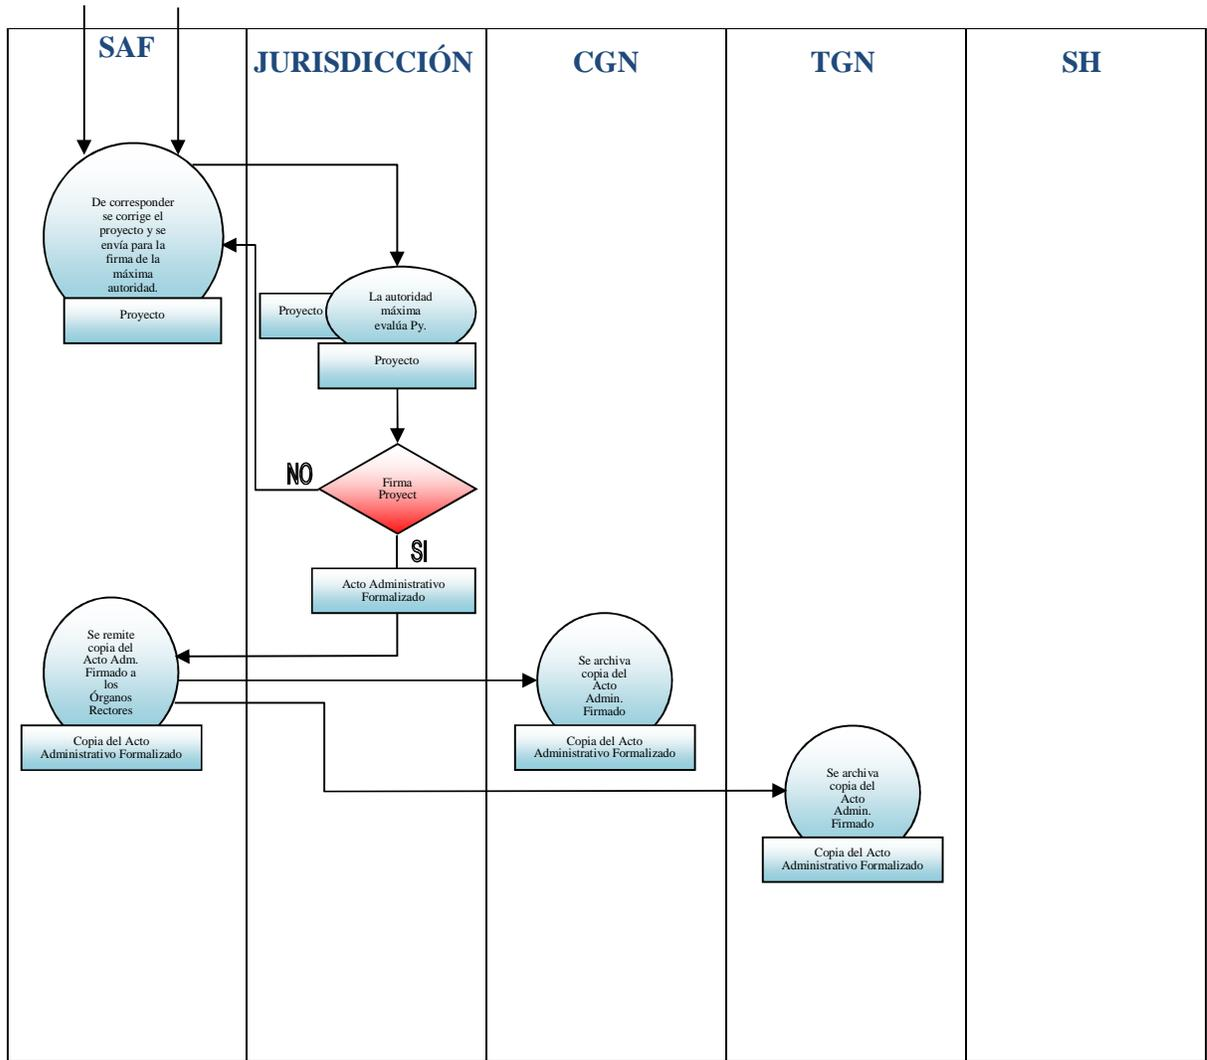 SAF
JURISDICCIÓN
CGN
TGN
SH
De corresponder
se corrige el
proyecto y se
envía para la
firma de la
máxima
autoridad.
Proyecto
Proyecto
La autoridad
máxima
evalúa Py.
Proyecto
Firma
Proyect
NO
SI
Acto Administrativo
Formalizado
Se remite
copia del
Acto Adm.
Firmado a
los
Órganos
Rectores
Copia del Acto
Administrativo Formalizado
Se archiva
copia del
Acto
Admin.
Firmado
Copia del Acto
Administrativo Formalizado
Se archiva
copia del
Acto
Admin.
Firmado
Copia del Acto
Administrativo Formalizado